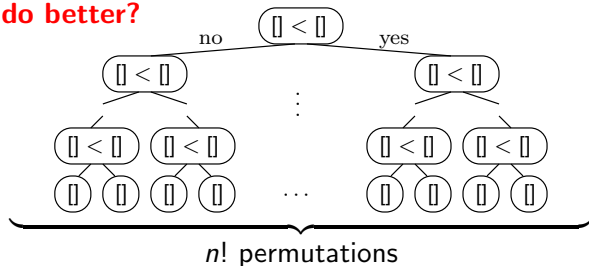 do better?
[] < []
no yes
[] < [] [] < []
⋮
[] < [] [] < [] [] < [] [] < []
[] [] [] [] ... [] [] [] []
n! permutations